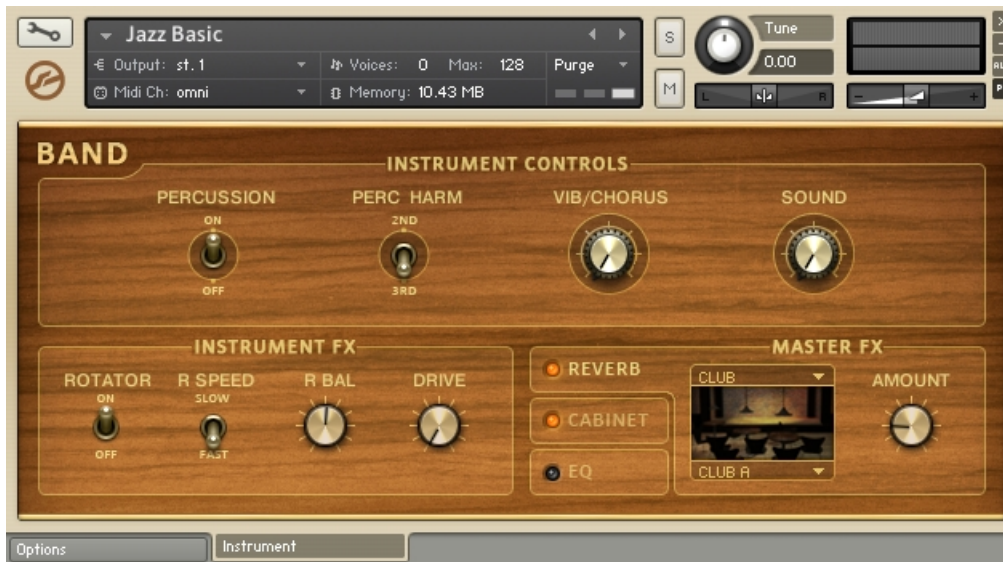 Jazz Basic
Output: st.1
Voices: 0 Max: 128
Purge
Midi Ch: omni
Memory: 10.43 MB
S
M
Tune
0.00
L R
- +
BAND
INSTRUMENT CONTROLS
PERCUSSION PERC HARM VIB/CHORUS SOUND
ON 2ND
OFF 3RD
INSTRUMENT FX
ROTATOR R SPEED R BAL DRIVE
ON SLOW
OFF FAST
REVERB
CABINET
EQ
MASTER FX
CLUB
AMOUNT
CLUB A
Options
Instrument